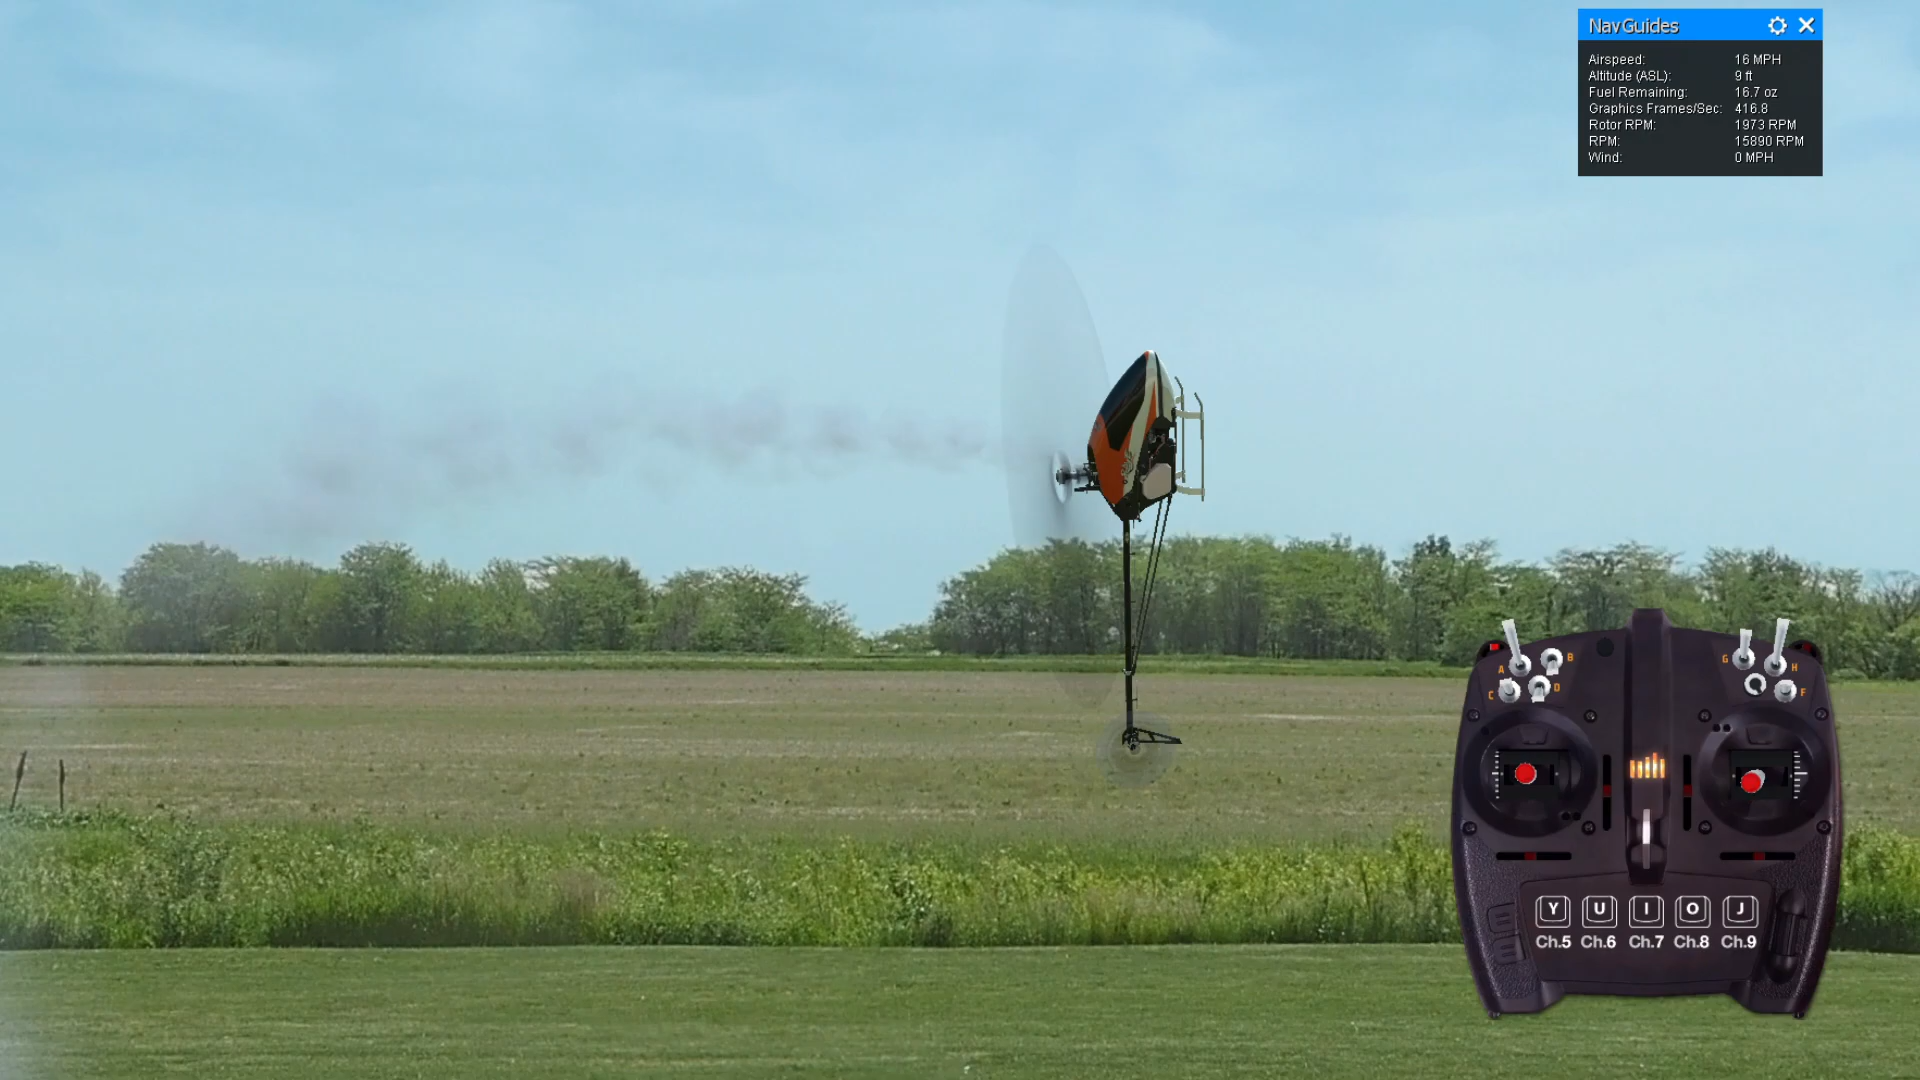 NavGuides
Airspeed: 16 MPH
Altitude (ASL): 9 ft
Fuel Remaining: 16.7 oz
Graphics Frames/Sec: 416.8
Rotor RPM: 1973 RPM
RPM: 15890 RPM
Wind: 0 MPH
A B G H
C D F
Y U I O J
Ch.5 Ch.6 Ch.7 Ch.8 Ch.9